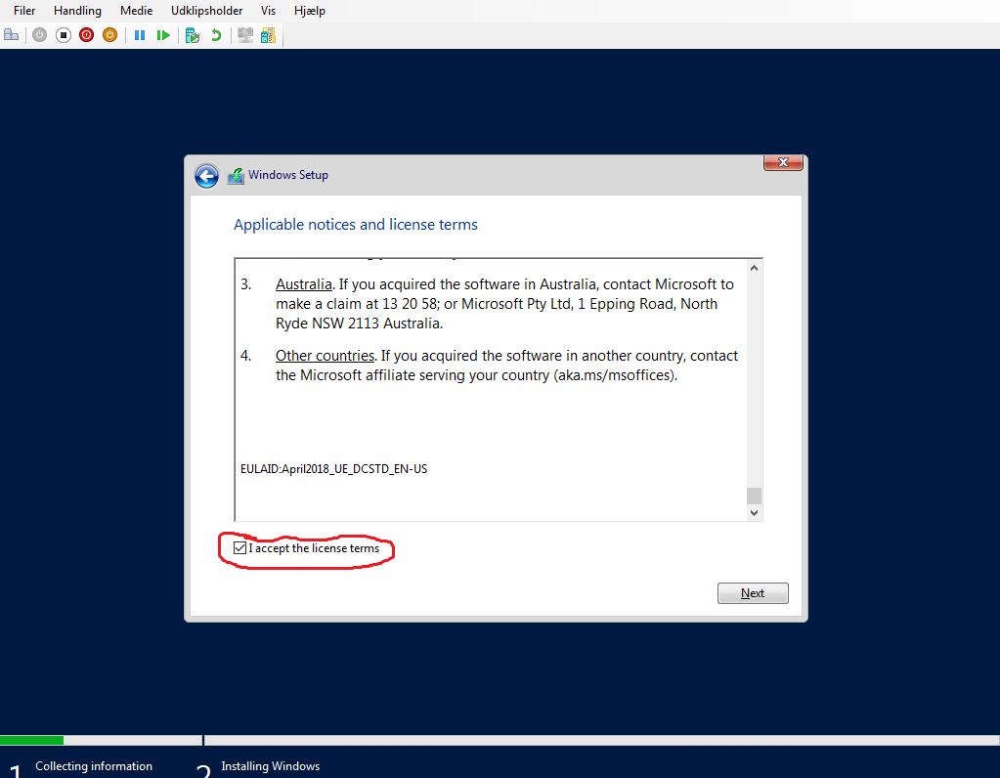 Filer Handling Medie Udklipsholder Vis Hjælp
Windows Setup
Applicable notices and license terms
3. Australia. If you acquired the software in Australia, contact Microsoft to
make a claim at 13 20 58; or Microsoft Pty Ltd, 1 Epping Road, North
Ryde NSW 2113 Australia.
4. Other countries. If you acquired the software in another country, contact
the Microsoft affiliate serving your country (aka.ms/msoffices).
EULAID:April2018_UE_DCSTD_EN-US
I accept the license terms
Next
1 Collecting information 2 Installing Windows